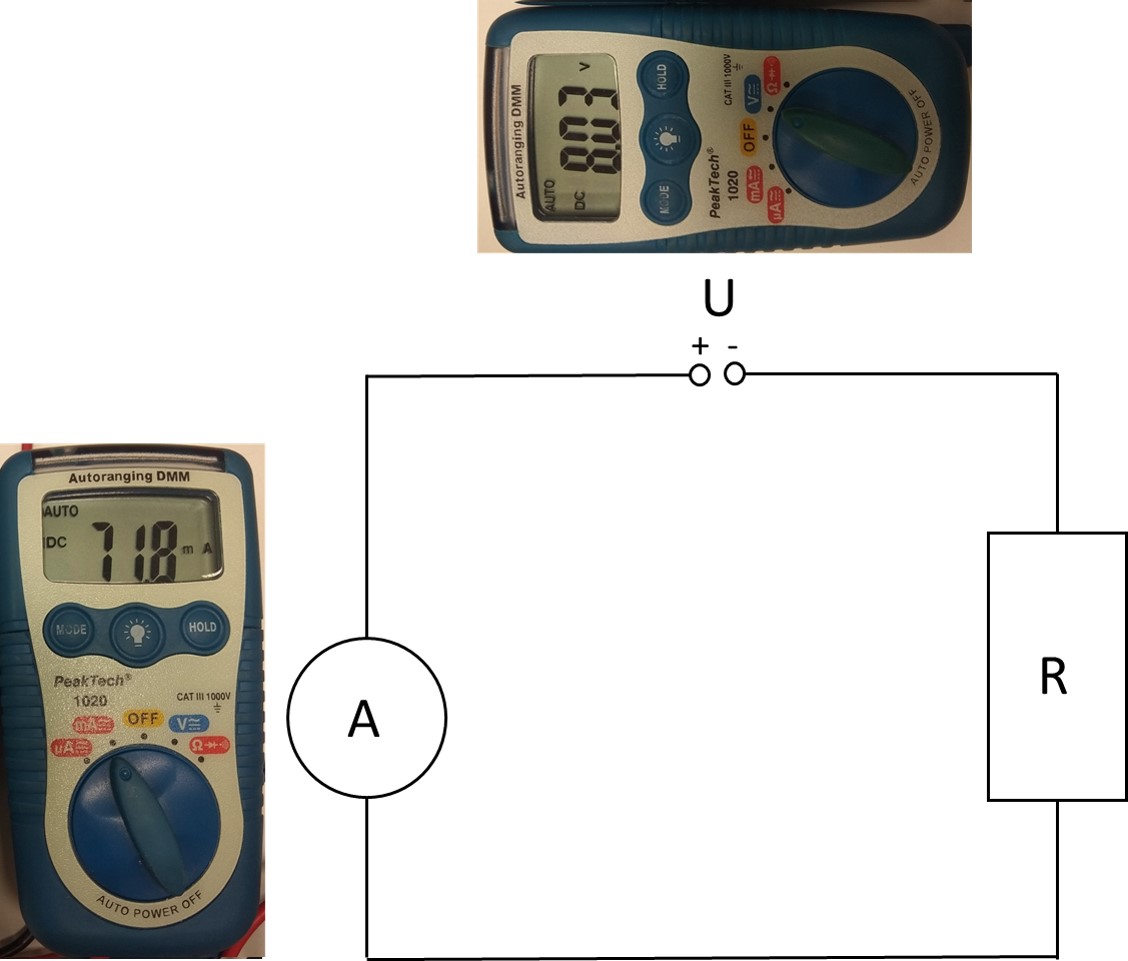 Autoranging DMM
AUTO
DC 8.03 V
MODE HOLD
PeakTech®
1020
CAT III 1000V
mA OFF V
µA Ω
AUTO POWER OFF
U
+ -
Autoranging DMM
AUTO
DC 71.8 m A
MODE HOLD
PeakTech®
1020
CAT III 1000V
mA OFF V
µA Ω
AUTO POWER OFF
A
R